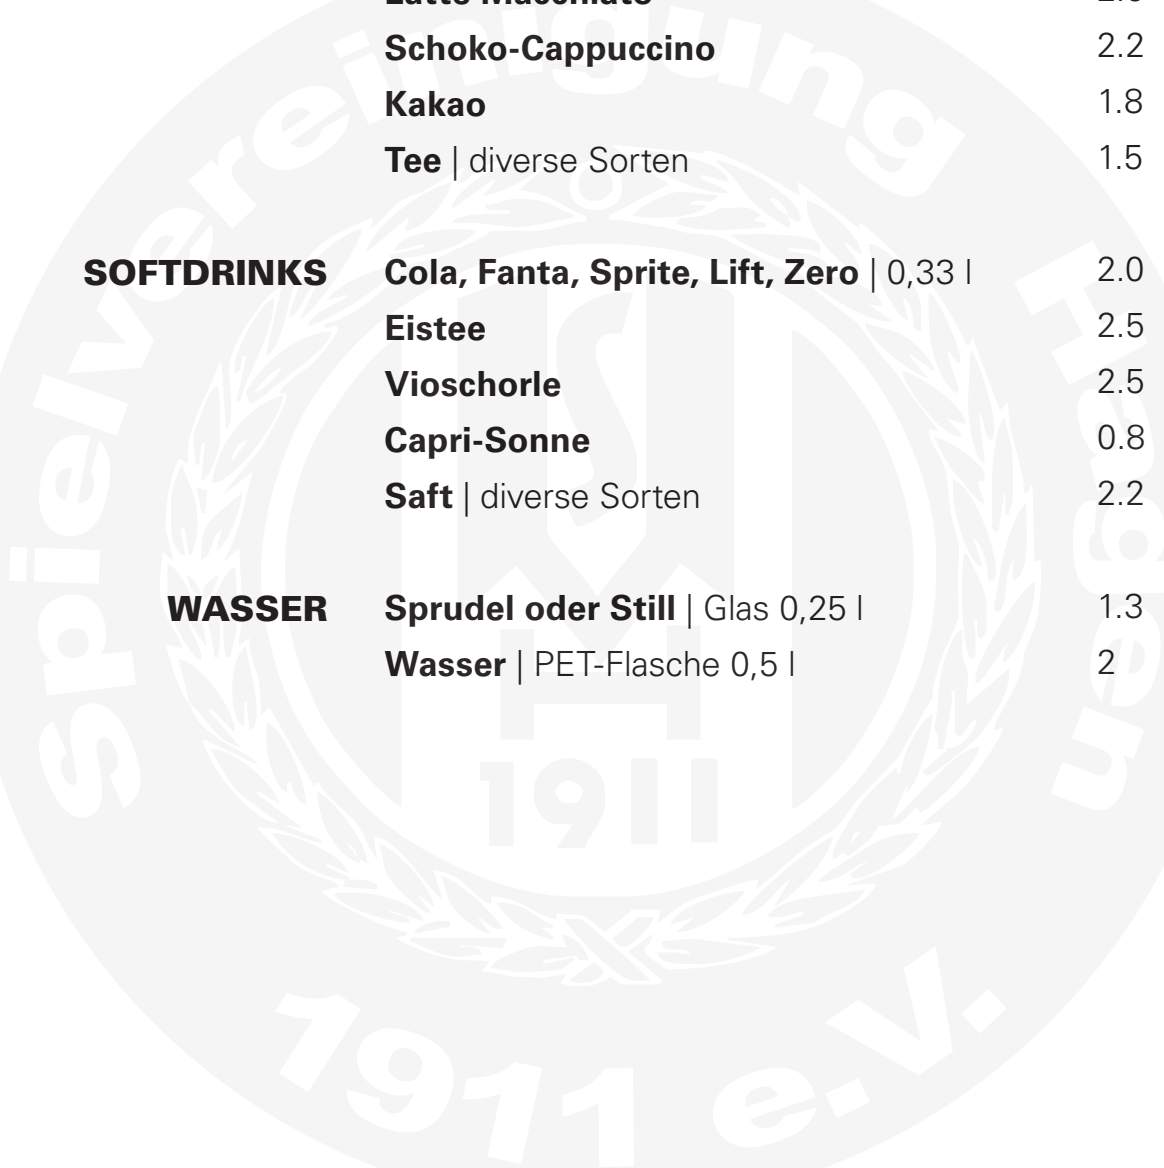 Schoko-Cappuccino 2.2
Kakao 1.8
Tee | diverse Sorten 1.5
SOFTDRINKS Cola, Fanta, Sprite, Lift, Zero | 0,33 l 2.0
Eistee 2.5
Vioschorle 2.5
Capri-Sonne 0.8
Saft | diverse Sorten 2.2
WASSER Sprudel oder Still | Glas 0,25 l 1.3
Wasser | PET-Flasche 0,5 l 2
Spielvereinigung Hagen
1911
1911 e.V.